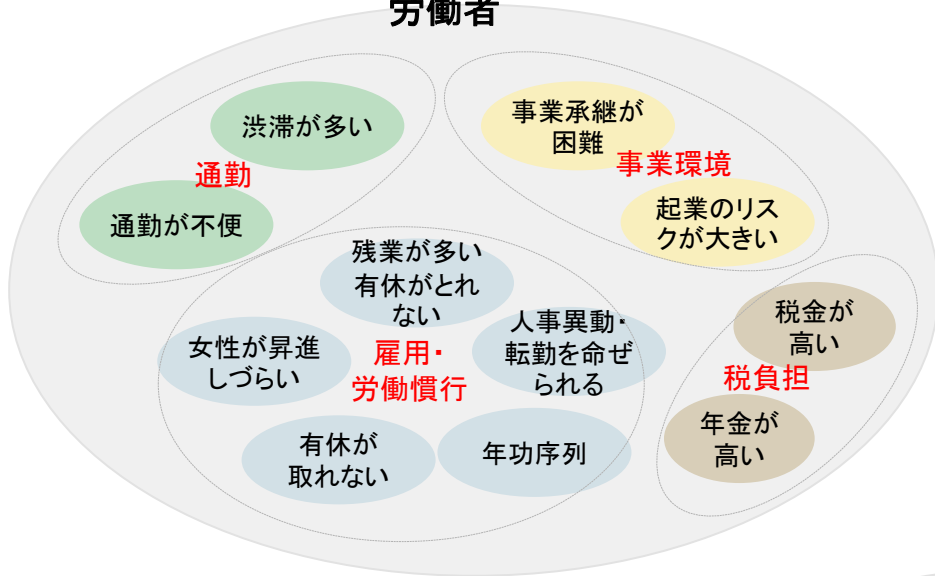 労働者
渋滞が多い
通勤
通勤が不便
事業承継が
困難
事業環境
起業のリス
クが大きい
残業が多い
有休がとれ
ない
女性が昇進
しづらい
雇用・
労働慣行
人事異動・
転勤を命ぜ
られる
有休が
取れない
年功序列
税金が
高い
税負担
年金が
高い